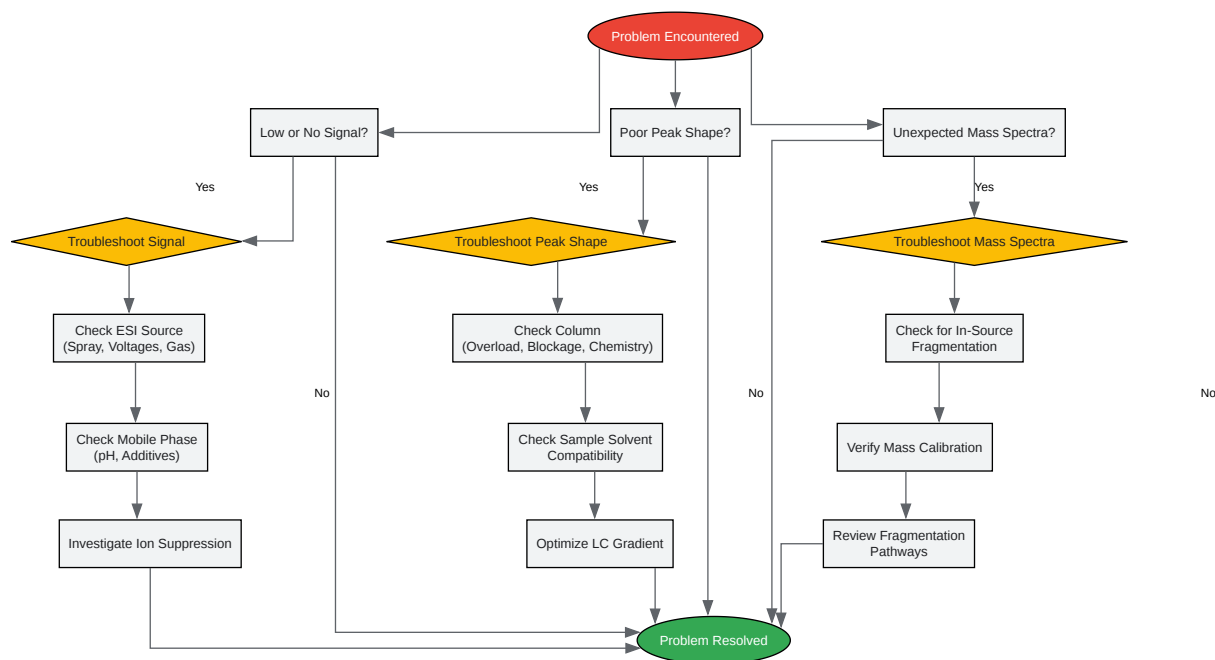 Problem Encountered
Low or No Signal?
Poor Peak Shape?
Unexpected Mass Spectra?
Yes
Yes
Yes
Troubleshoot Signal
Troubleshoot Peak Shape
Troubleshoot Mass Spectra
Check ESI Source
(Spray, Voltages, Gas)
Check Column
(Overload, Blockage, Chemistry)
Check for In-Source
Fragmentation
No
No
No
Check Mobile Phase
(pH, Additives)
Check Sample Solvent
Compatibility
Verify Mass Calibration
Investigate Ion Suppression
Optimize LC Gradient
Review Fragmentation
Pathways
Problem Resolved